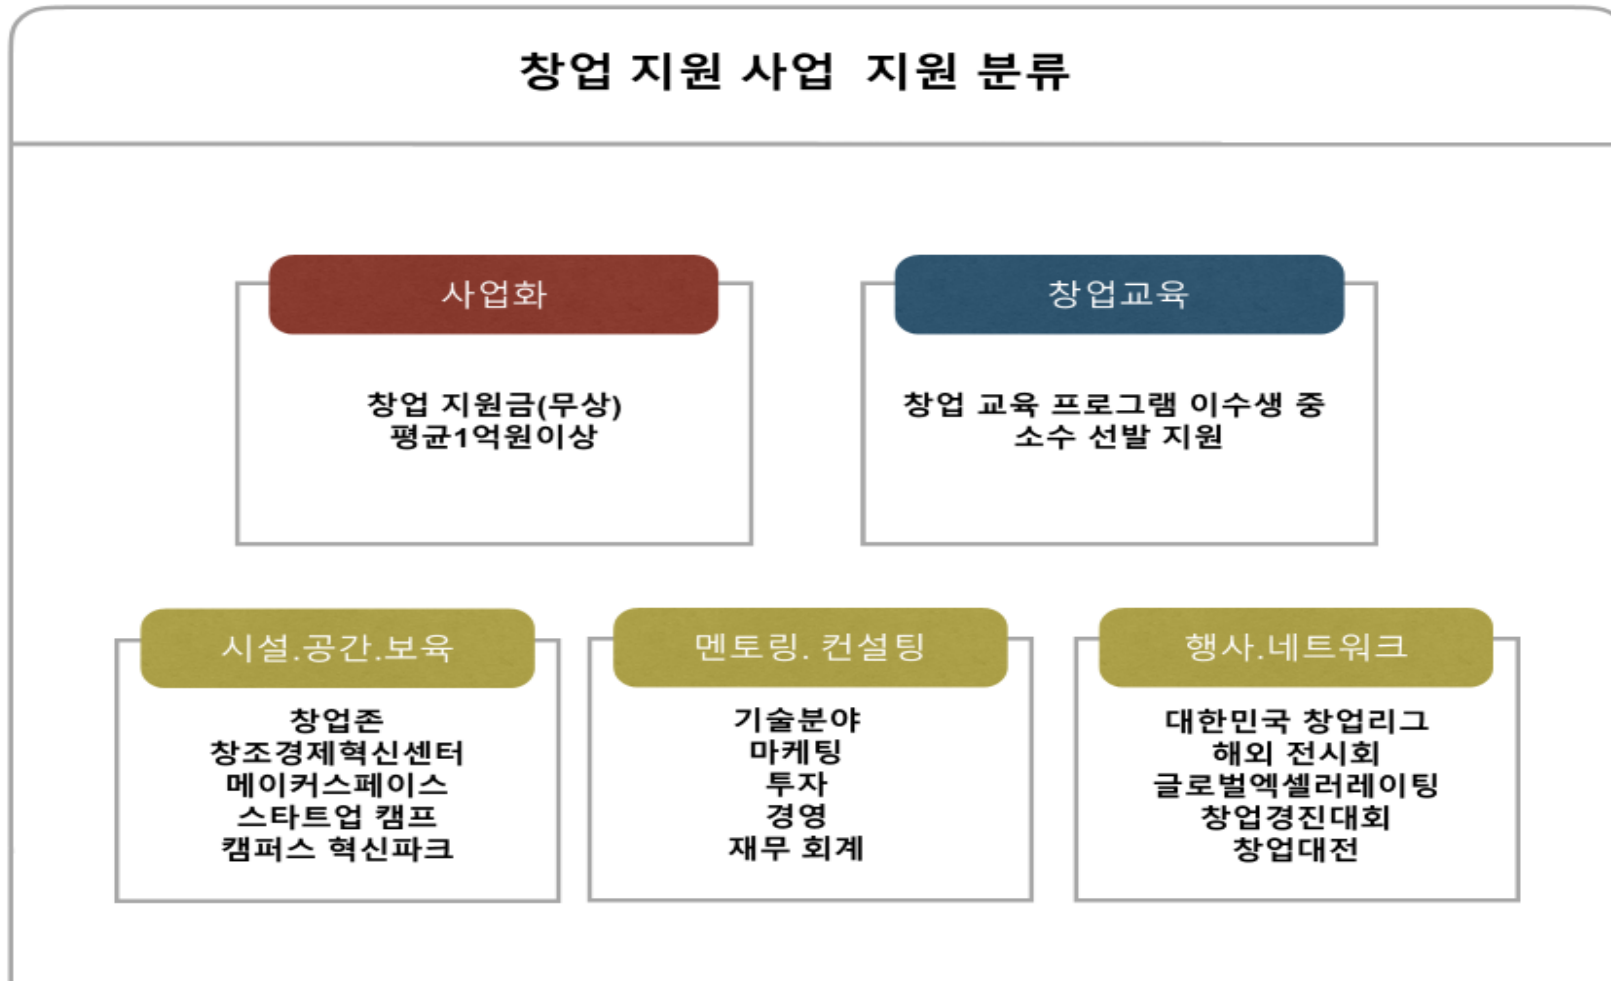 창업 지원 사업 지원 분류
사업화
창업 지원금(무상)
평균1억원이상
창업교육
창업 교육 프로그램 이수생 중
소수 선발 지원
시설.공간.보육
창업존
창조경제혁신센터
메이커스페이스
스타트업 캠프
캠퍼스 혁신파크
멘토링. 컨설팅
기술분야
마케팅
투자
경영
재무 회계
행사.네트워크
대한민국 창업리그
해외 전시회
글로벌엑셀러레이팅
창업경진대회
창업대전